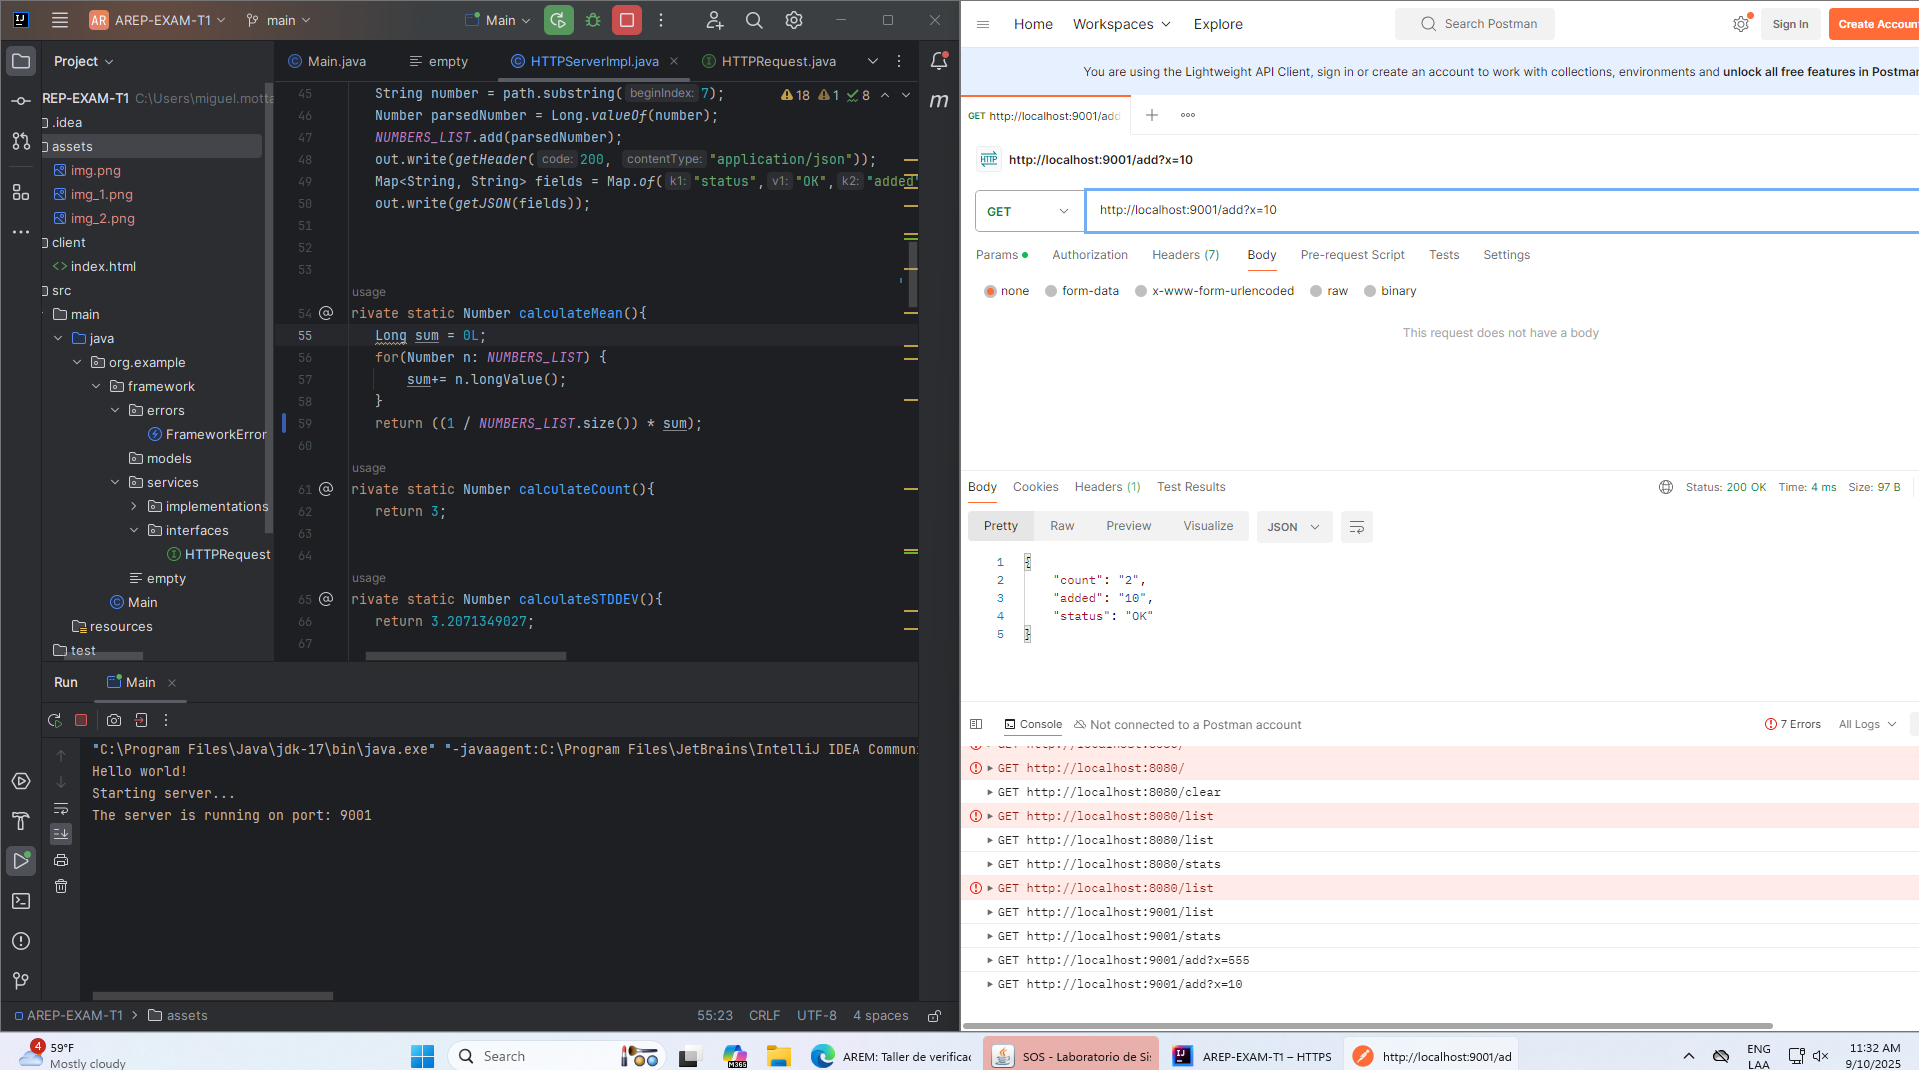 AR AREP-EXAM-T1 main Main
Project
Main.java empty HTTPServerImpl.java HTTPRequest.java
REP-EXAM-T1 C:\Users\miguel.motta
.idea
assets
img.png
img_1.png
img_2.png
client
<> index.html
src
main
java
org.example
framework
errors
FrameworkError
models
services
implementations
interfaces
HTTPRequest
empty
Main
resources
test
18 1 8
45 String number = path.substring( beginIndex: 7);
46 Number parsedNumber = Long.valueOf(number);
47 NUMBERS_LIST.add(parsedNumber);
48 out.write(getHeader( code: 200, contentType: "application/json"));
49 Map<String, String> fields = Map.of( k1: "status", v1: "OK", k2: "added"
50 out.write(getJSON(fields));
51
52
53
usage
54 @ rivate static Number calculateMean(){
55 Long sum = 0L;
56 for(Number n: NUMBERS_LIST) {
57 sum+= n.longValue();
58 }
59 return ((1 / NUMBERS_LIST.size()) * sum);
60
usage
61 @ rivate static Number calculateCount(){
62 return 3;
63
64
usage
65 @ rivate static Number calculateSTDDEV(){
66 return 3.2071349027;
67
m
Run Main
"C:\Program Files\Java\jdk-17\bin\java.exe" "-javaagent:C:\Program Files\JetBrains\IntelliJ IDEA Commun
Hello world!
Starting server...
The server is running on port: 9001
AREP-EXAM-T1 > assets
55:23 CRLF UTF-8 4 spaces
Home Workspaces Explore
Search Postman
Sign In Create Accoun
You are using the Lightweight API Client, sign in or create an account to work with collections, environments and unlock all free features in Postman
GET http://localhost:9001/add
HTTP http://localhost:9001/add?x=10
GET http://localhost:9001/add?x=10
Params Authorization Headers (7) Body Pre-request Script Tests Settings
none form-data x-www-form-urlencoded raw binary
This request does not have a body
Body Cookies Headers (1) Test Results
Status: 200 OK Time: 4 ms Size: 97 B
Pretty Raw Preview Visualize JSON
1 {
2 "count": "2",
3 "added": "10",
4 "status": "OK"
5 }
Console Not connected to a Postman account
7 Errors All Logs
GET http://localhost:8080/
GET http://localhost:8080/
GET http://localhost:8080/clear
GET http://localhost:8080/list
GET http://localhost:8080/list
GET http://localhost:8080/stats
GET http://localhost:8080/list
GET http://localhost:9001/list
GET http://localhost:9001/stats
GET http://localhost:9001/add?x=555
GET http://localhost:9001/add?x=10
4 59°F
Mostly cloudy
Search
M365
AREM: Taller de verificac
SOS - Laboratorio de Sis
AREP-EXAM-T1 – HTTPS
http://localhost:9001/ad
ENG
LAA
11:32 AM
9/10/2025